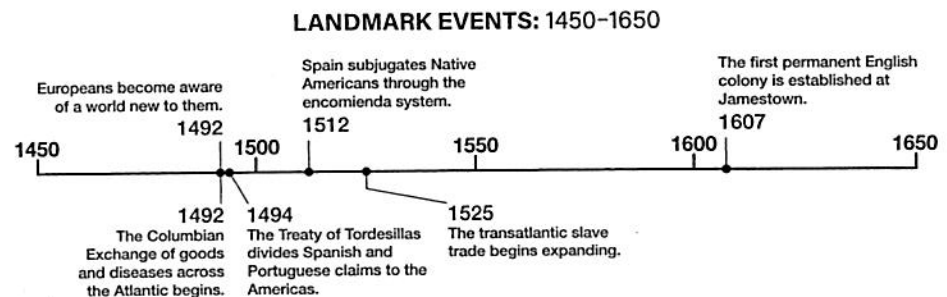 LANDMARK EVENTS: 1450–1650
Europeans become aware
of a world new to them.
1492
Spain subjugates Native
Americans through the
encomienda system.
1512
The first permanent English
colony is established at
Jamestown.
1607
1450
1500
1550
1600
1650
1492
The Columbian
Exchange of goods
and diseases across
the Atlantic begins.
1494
The Treaty of Tordesillas
divides Spanish and
Portuguese claims to the
Americas.
1525
The transatlantic slave
trade begins expanding.